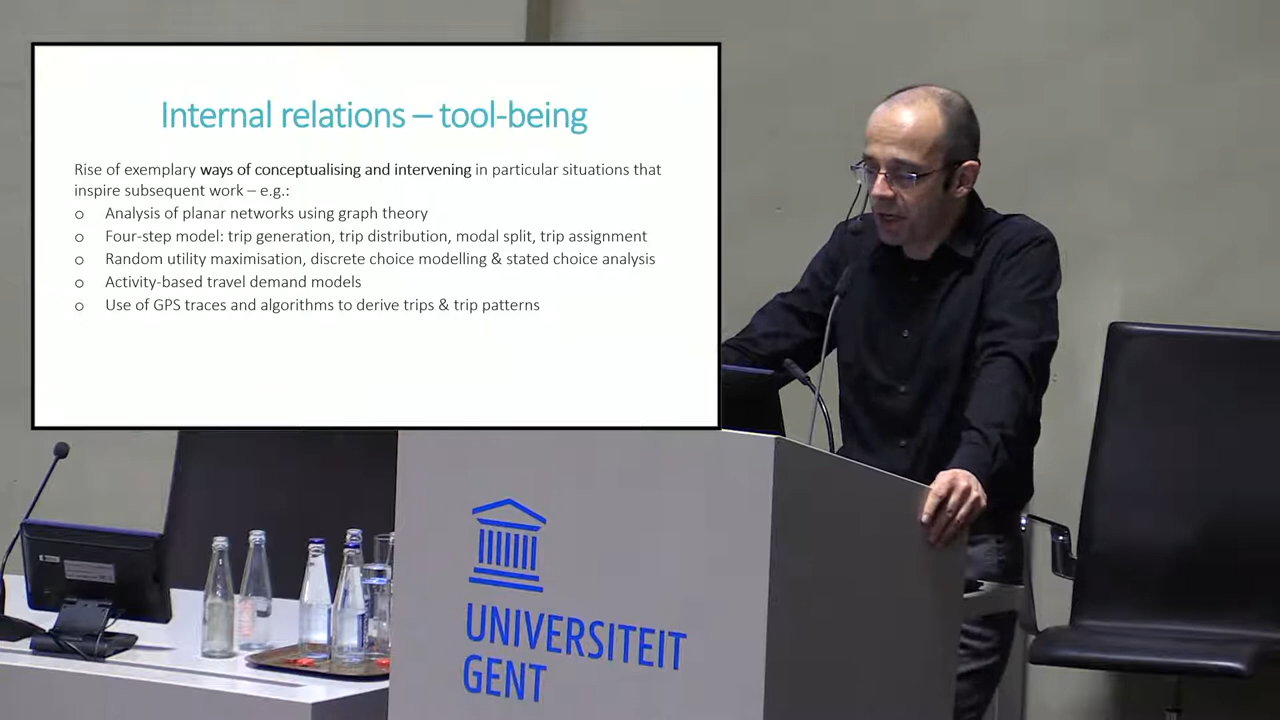 Internal relations – tool-being
Rise of exemplary ways of conceptualising and intervening in particular situations that
inspire subsequent work – e.g.:
o Analysis of planar networks using graph theory
o Four-step model: trip generation, trip distribution, modal split, trip assignment
o Random utility maximisation, discrete choice modelling & stated choice analysis
o Activity-based travel demand models
o Use of GPS traces and algorithms to derive trips & trip patterns
UNIVERSITEIT
GENT